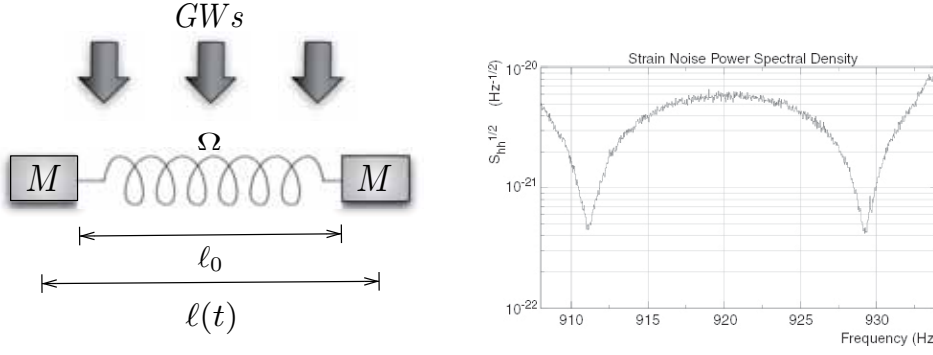 GWs
Ω
M
M
ℓ₀
ℓ(t)
Strain Noise Power Spectral Density
S_hh^1/2 (Hz^-1/2)
10^-20
10^-21
10^-22
910 915 920 925 930
Frequency (Hz